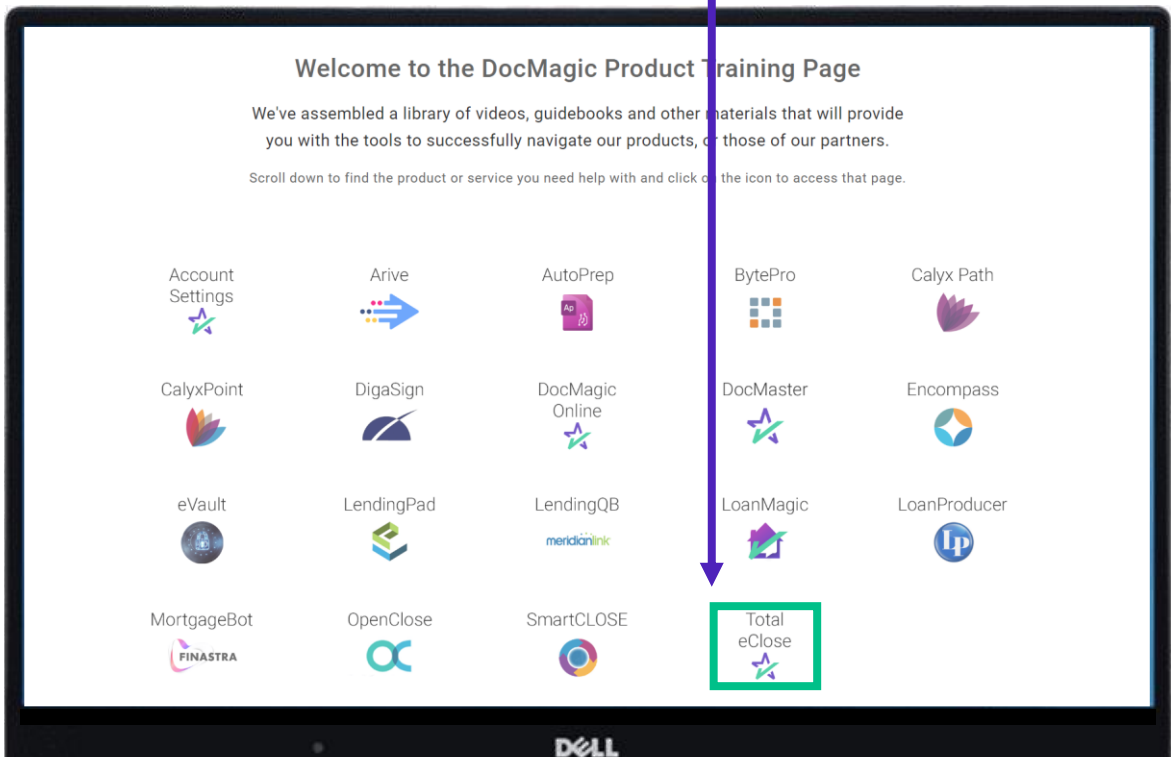 Welcome to the DocMagic Product Training Page
We've assembled a library of videos, guidebooks and other materials that will provide
you with the tools to successfully navigate our products, or those of our partners.
Scroll down to find the product or service you need help with and click on the icon to access that page.
Account
Settings
Arive
AutoPrep
Ap
BytePro
Calyx Path
CalyxPoint
DigaSign
DocMagic
Online
DocMaster
Encompass
eVault
LendingPad
LendingQB
meridianlink
LoanMagic
LoanProducer
LP
MortgageBot
FINASTRA
OpenClose
SmartCLOSE
Total
eClose
DELL